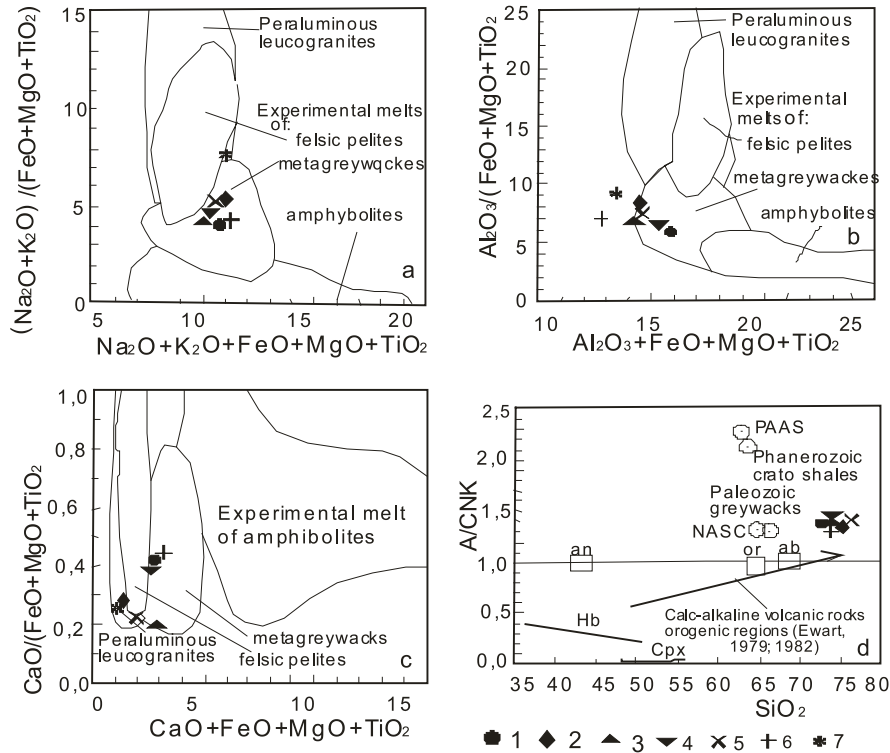 (Na2O+K2O) /(FeO+MgO+TiO2)
15
10
5
0
Peraluminous
leucogranites
Experimental melts
of:
felsic pelites
metagreywqckes
amphybolites
a
5
10
15
20
Na2O+K2O+FeO+MgO+TiO2
Al2O3/(FeO+MgO+TiO2
25
20
15
10
5
0
Peraluminous
leucogranites
Experimental
melts of:
felsic pelites
metagreywackes
amphybolites
b
10
15
20
25
Al2O3+FeO+MgO+TiO2
CaO/(FeO+MgO+TiO2
1,0
0,8
0,6
0,4
0,2
0,0
Experimental melt
of amphibolites
Peraluminous
leucogranites
metagreywacks
felsic pelites
c
0
5
10
15
CaO+FeO+MgO+TiO2
A/CNK
2,5
2,0
1,5
1,0
0,5
0,0
PAAS
Phanerozoic
crato shales
Paleozoic
greywacks
NASC
an
or
ab
Hb
Cpx
Calc-alkaline volcanic rocks
orogenic regions (Ewart,
1979; 1982)
d
35
40
50
60
70
75
80
SiO2
1 2 3 4 5 6 7